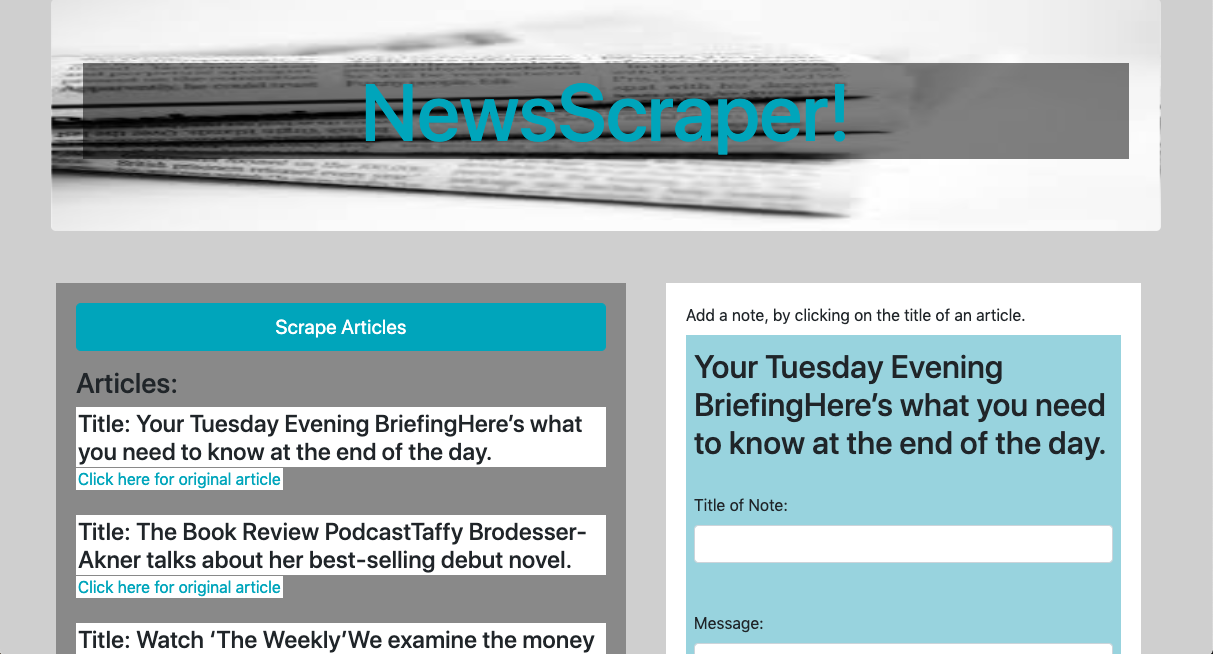 NewsScraper!
Scrape Articles
Articles:
Title: Your Tuesday Evening BriefingHere’s what
you need to know at the end of the day.
Click here for original article
Title: The Book Review PodcastTaffy Brodesser-
Akner talks about her best-selling debut novel.
Click here for original article
Title: Watch ‘The Weekly’We examine the money
Add a note, by clicking on the title of an article.
Your Tuesday Evening
BriefingHere’s what you need
to know at the end of the day.
Title of Note:
Message: